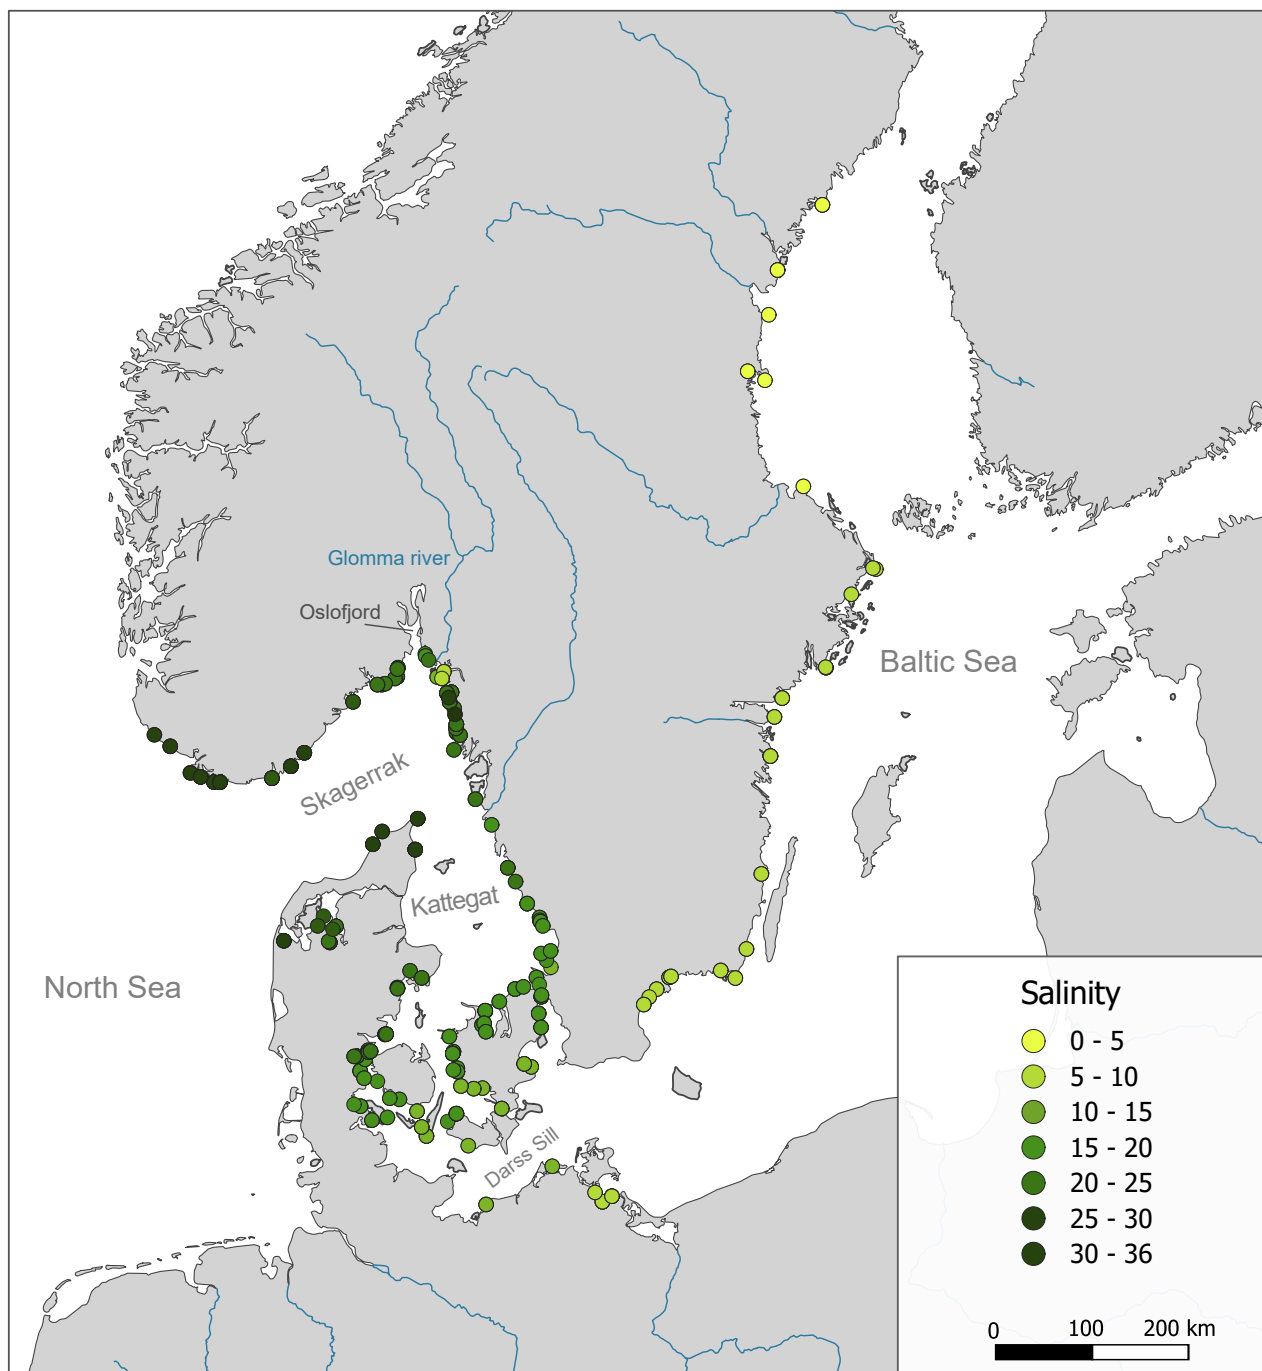 Glomma river
Oslofjord
Baltic Sea
Skagerrak
Kattegat
North Sea
Darss Sill
Salinity
0 - 5
5 - 10
10 - 15
15 - 20
20 - 25
25 - 30
30 - 36
0 100 200 km